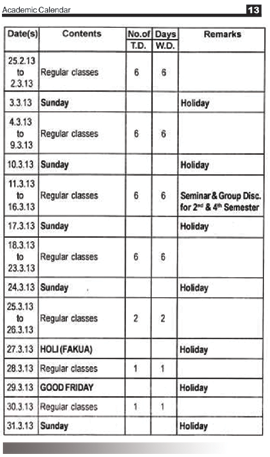 Academic Calendar 13
Date(s) Contents No.of Days Remarks
T.D. W.D.
25.2.13
to Regular classes 6 6
2.3.13
3.3.13 Sunday Holiday
4.3.13
to Regular classes 6 6
9.3.13
10.3.13 Sunday Holiday
11.3.13
to Regular classes 6 6 Seminar & Group Disc.
16.3.13 for 2nd & 4th Semester
17.3.13 Sunday Holiday
18.3.13
to Regular classes 6 6
23.3.13
24.3.13 Sunday Holiday
25.3.13
to Regular classes 2 2
26.3.13
27.3.13 HOLI (FAKUA) Holiday
28.3.13 Regular classes 1 1
29.3.13 GOOD FRIDAY Holiday
30.3.13 Regular classes 1 1
31.3.13 Sunday Holiday